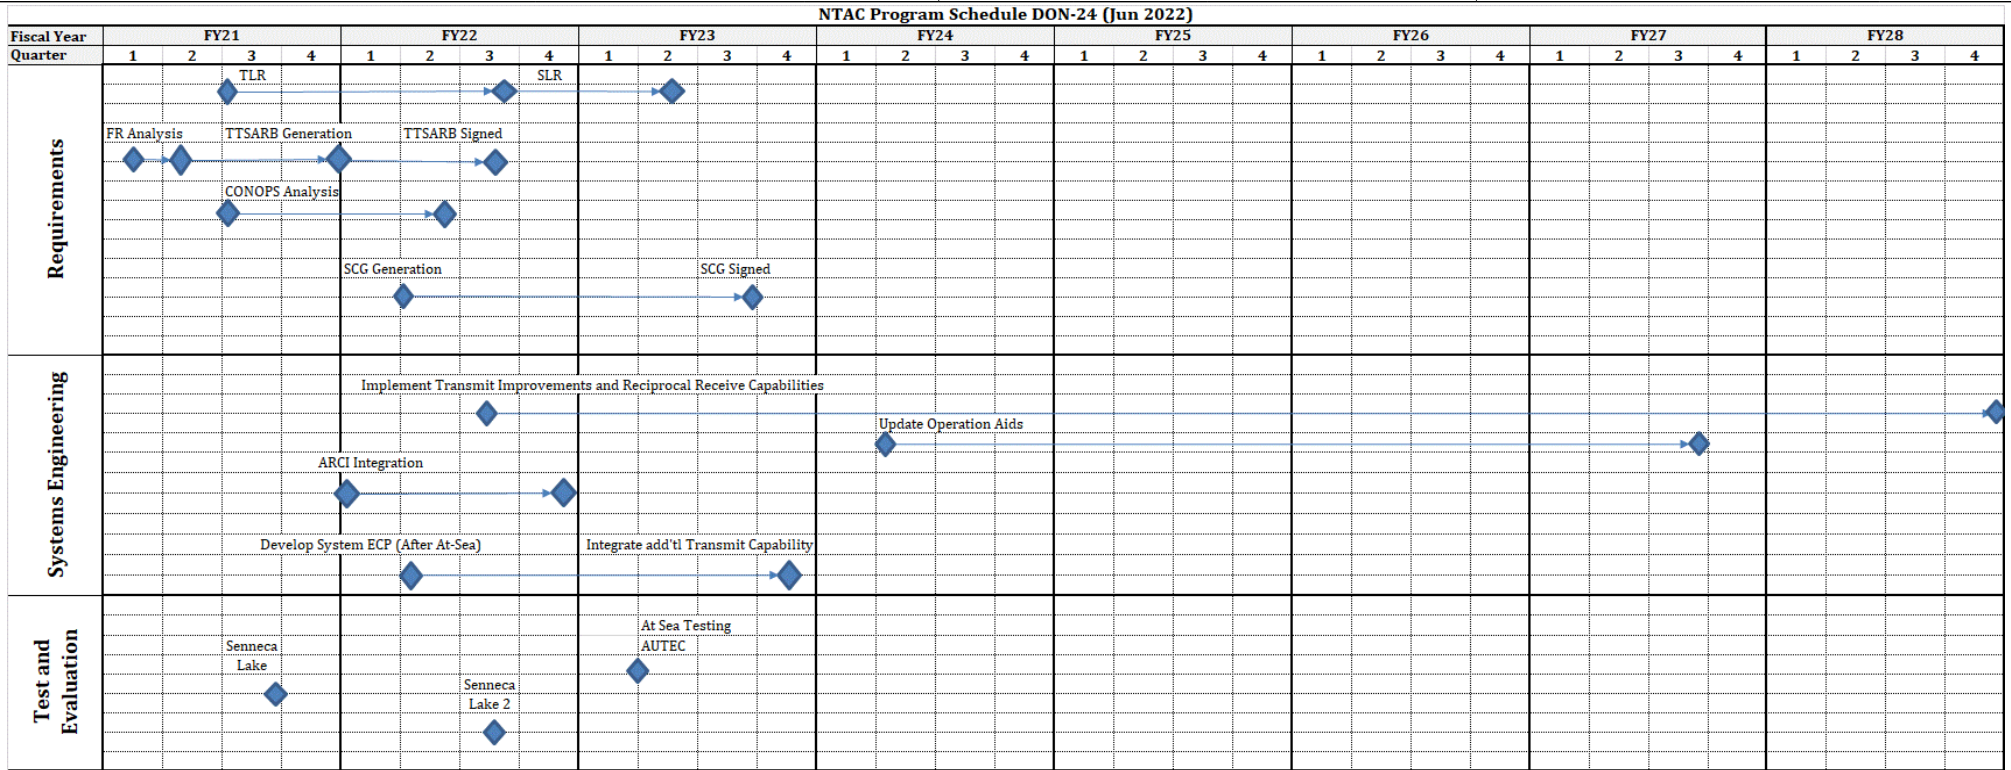 NTAC Program Schedule DON-24 (Jun 2022)
Fiscal Year FY21 FY22 FY23 FY24 FY25 FY26 FY27 FY28
Quarter 1 2 3 4 1 2 3 4 1 2 3 4 1 2 3 4 1 2 3 4 1 2 3 4 1 2 3 4 1 2 3 4
Requirements
TLR SLR
FR Analysis TTSARB Generation TTSARB Signed
CONOPS Analysis
SCG Generation SCG Signed
Systems Engineering
Implement Transmit Improvements and Reciprocal Receive Capabilities
Update Operation Aids
ARCI Integration
Develop System ECP (After At-Sea) Integrate add'tl Transmit Capability
Test and
Evaluation
At Sea Testing
AUTEC
Senneca
Lake
Senneca
Lake 2